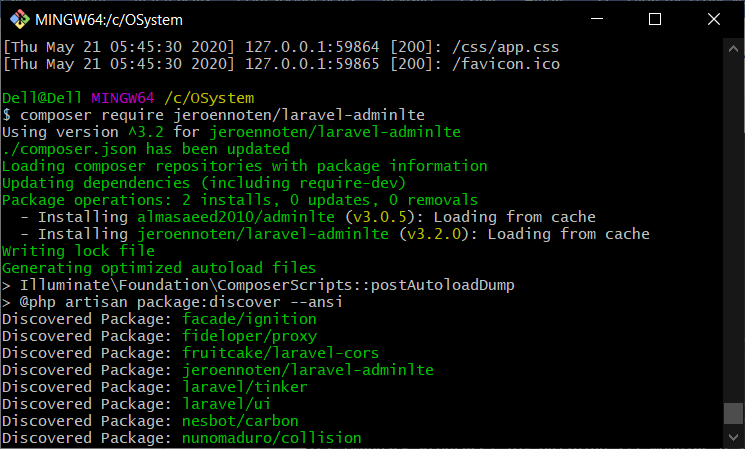 MINGW64:/c/OSystem
[Thu May 21 05:45:30 2020] 127.0.0.1:59864 [200]: /css/app.css
[Thu May 21 05:45:30 2020] 127.0.0.1:59865 [200]: /favicon.ico
Dell@Dell MINGW64 /c/OSystem
$ composer require jeroennoten/laravel-adminlte
Using version ^3.2 for jeroennoten/laravel-adminlte
./composer.json has been updated
Loading composer repositories with package information
Updating dependencies (including require-dev)
Package operations: 2 installs, 0 updates, 0 removals
  - Installing almasaeed2010/adminlte (v3.0.5): Loading from cache
  - Installing jeroennoten/laravel-adminlte (v3.2.0): Loading from cache
Writing lock file
Generating optimized autoload files
> Illuminate\Foundation\ComposerScripts::postAutoloadDump
> @php artisan package:discover --ansi
Discovered Package: facade/ignition
Discovered Package: fideloper/proxy
Discovered Package: fruitcake/laravel-cors
Discovered Package: jeroennoten/laravel-adminlte
Discovered Package: laravel/tinker
Discovered Package: laravel/ui
Discovered Package: nesbot/carbon
Discovered Package: nunomaduro/collision